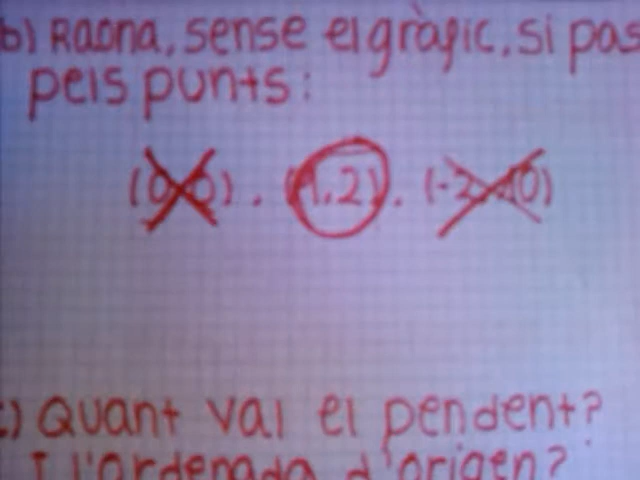 b) Raona, sense el gràfic, si pas
pels punts:
(0,0), (1,2), (-2,
c) Quant val el pendent?
I l'ordenada d'origen?